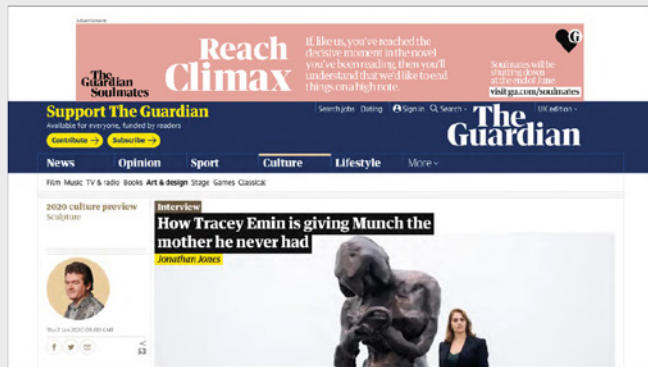 Advertisement
The
Guardian
Soulmates
Reach
Climax
If, like us, you've reached the
decisive moment in the novel
you've been reading, then you'll
understand that we'd like to end
things on a high note.
G
Soulmates will be
shutting down
at the end of June.
visit gu.com/soulmates
Support The Guardian
Available for everyone, funded by readers
Contribute → Subscribe →
Search jobs Dating Sign in Search UK edition
The
Guardian
News Opinion Sport Culture Lifestyle More
Film Music TV & radio Books Art & design Stage Games Classical
2020 culture preview
Sculpture
Interview
How Tracey Emin is giving Munch the
mother he never had
Jonathan Jones
53